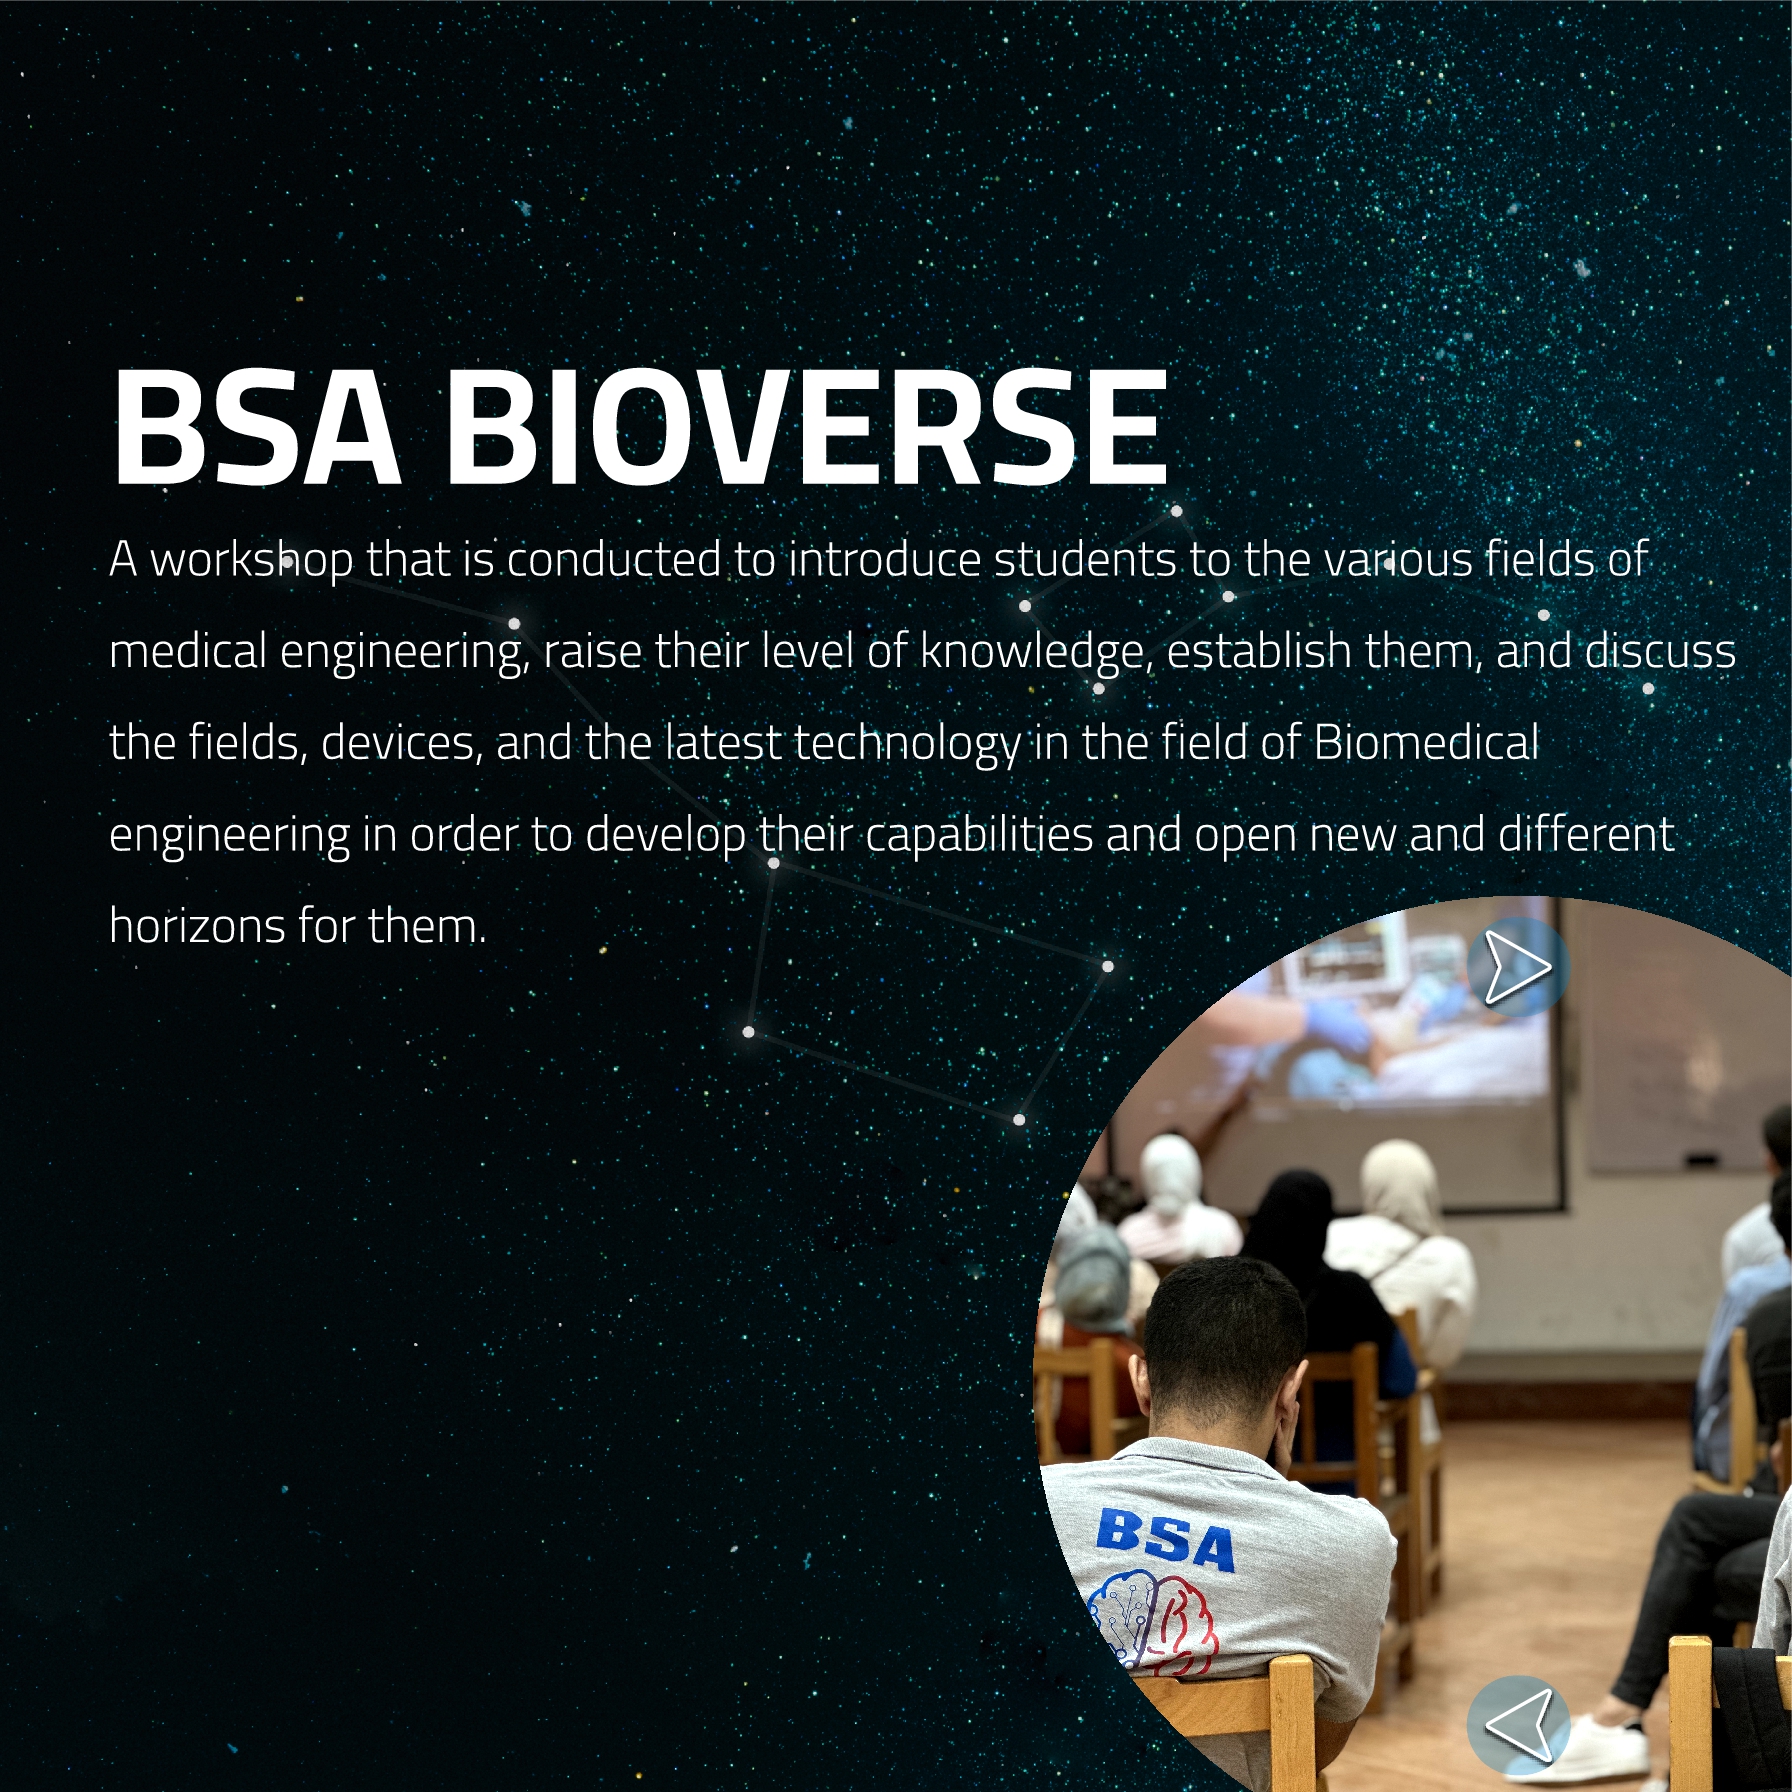 BSA BIOVERSE
A workshop that is conducted to introduce students to the various fields of
medical engineering, raise their level of knowledge, establish them, and discuss
the fields, devices, and the latest technology in the field of Biomedical
engineering in order to develop their capabilities and open new and different
horizons for them.
BSA